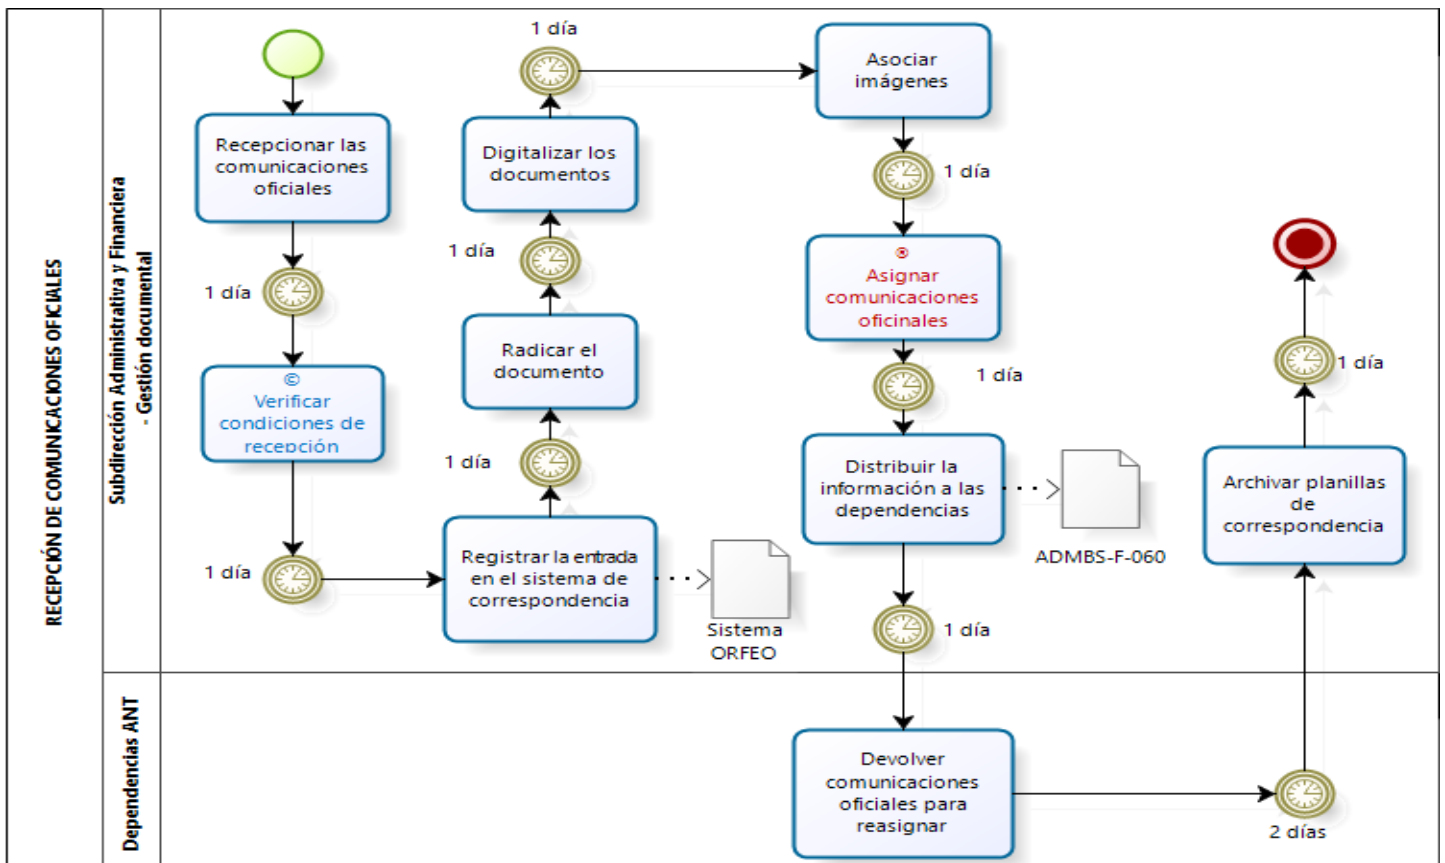 RECEPCIÓN DE COMUNICACIONES OFICIALES
Subdirección Administrativa y Financiera
- Gestión documental
Recepcionar las
comunicaciones
oficiales
1 día
©
Verificar
condiciones de
recepción
1 día
Registrar la entrada
en el sistema de
correspondencia
Sistema
ORFEO
1 día
Radicar el
documento
1 día
Digitalizar los
documentos
1 día
Asociar
imágenes
1 día
®
Asignar
comunicaciones
oficinales
1 día
Distribuir la
información a las
dependencias
ADMBS-F-060
1 día
Dependencias ANT
Devolver
comunicaciones
oficiales para
reasignar
2 días
Archivar planillas
de
correspondencia
1 día